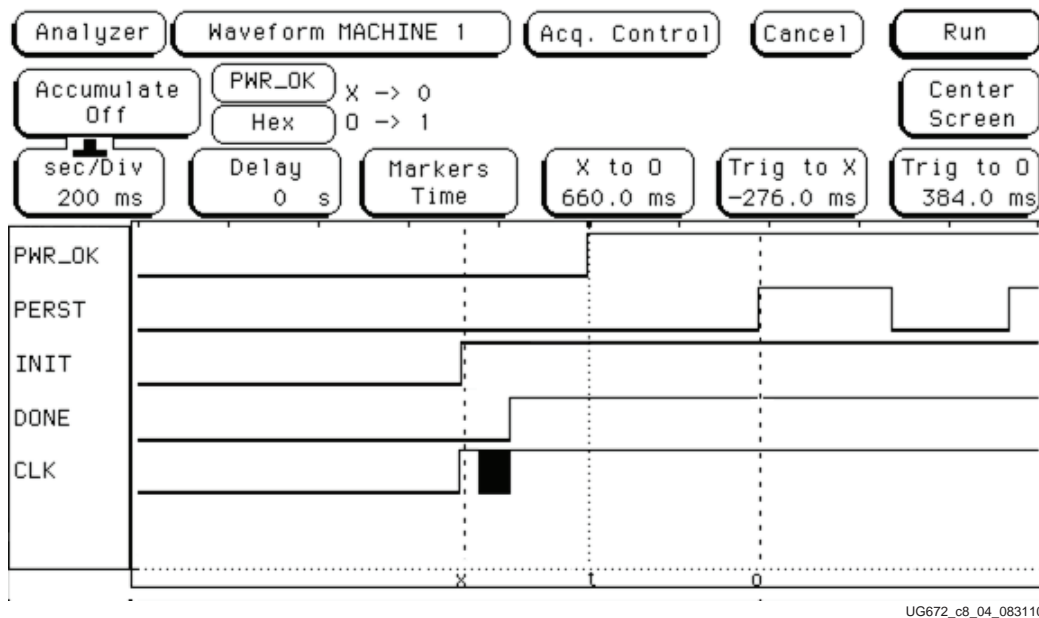 Analyzer Waveform MACHINE 1 Acq. Control Cancel Run
Accumulate Off PWR_OK X -> 0 Center Screen
Hex O -> 1
sec/Div Delay Markers X to O Trig to X Trig to O
200 ms 0 s Time 660.0 ms -276.0 ms 384.0 ms
PWR_OK
PERST
INIT
DONE
CLK
X t O
UG672_c8_04_083110